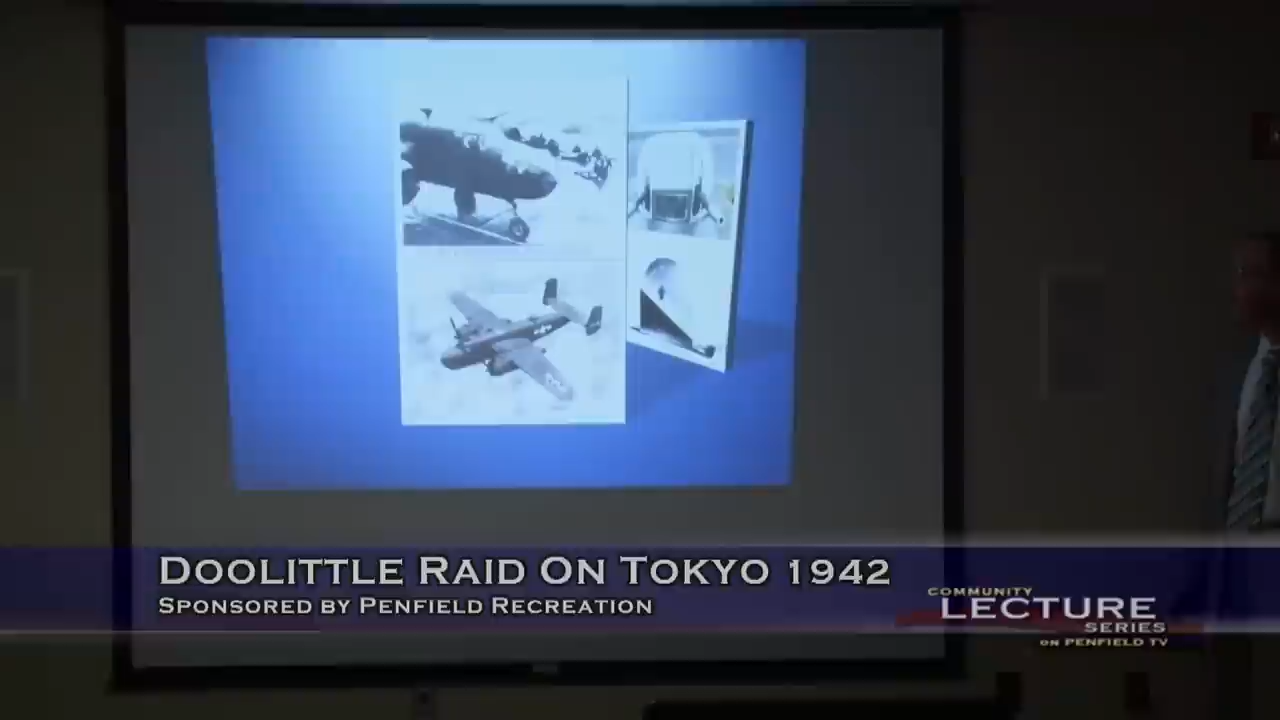 Doolittle Raid On Tokyo 1942
Sponsored by Penfield Recreation
Community
Lecture
Series
on Penfield TV